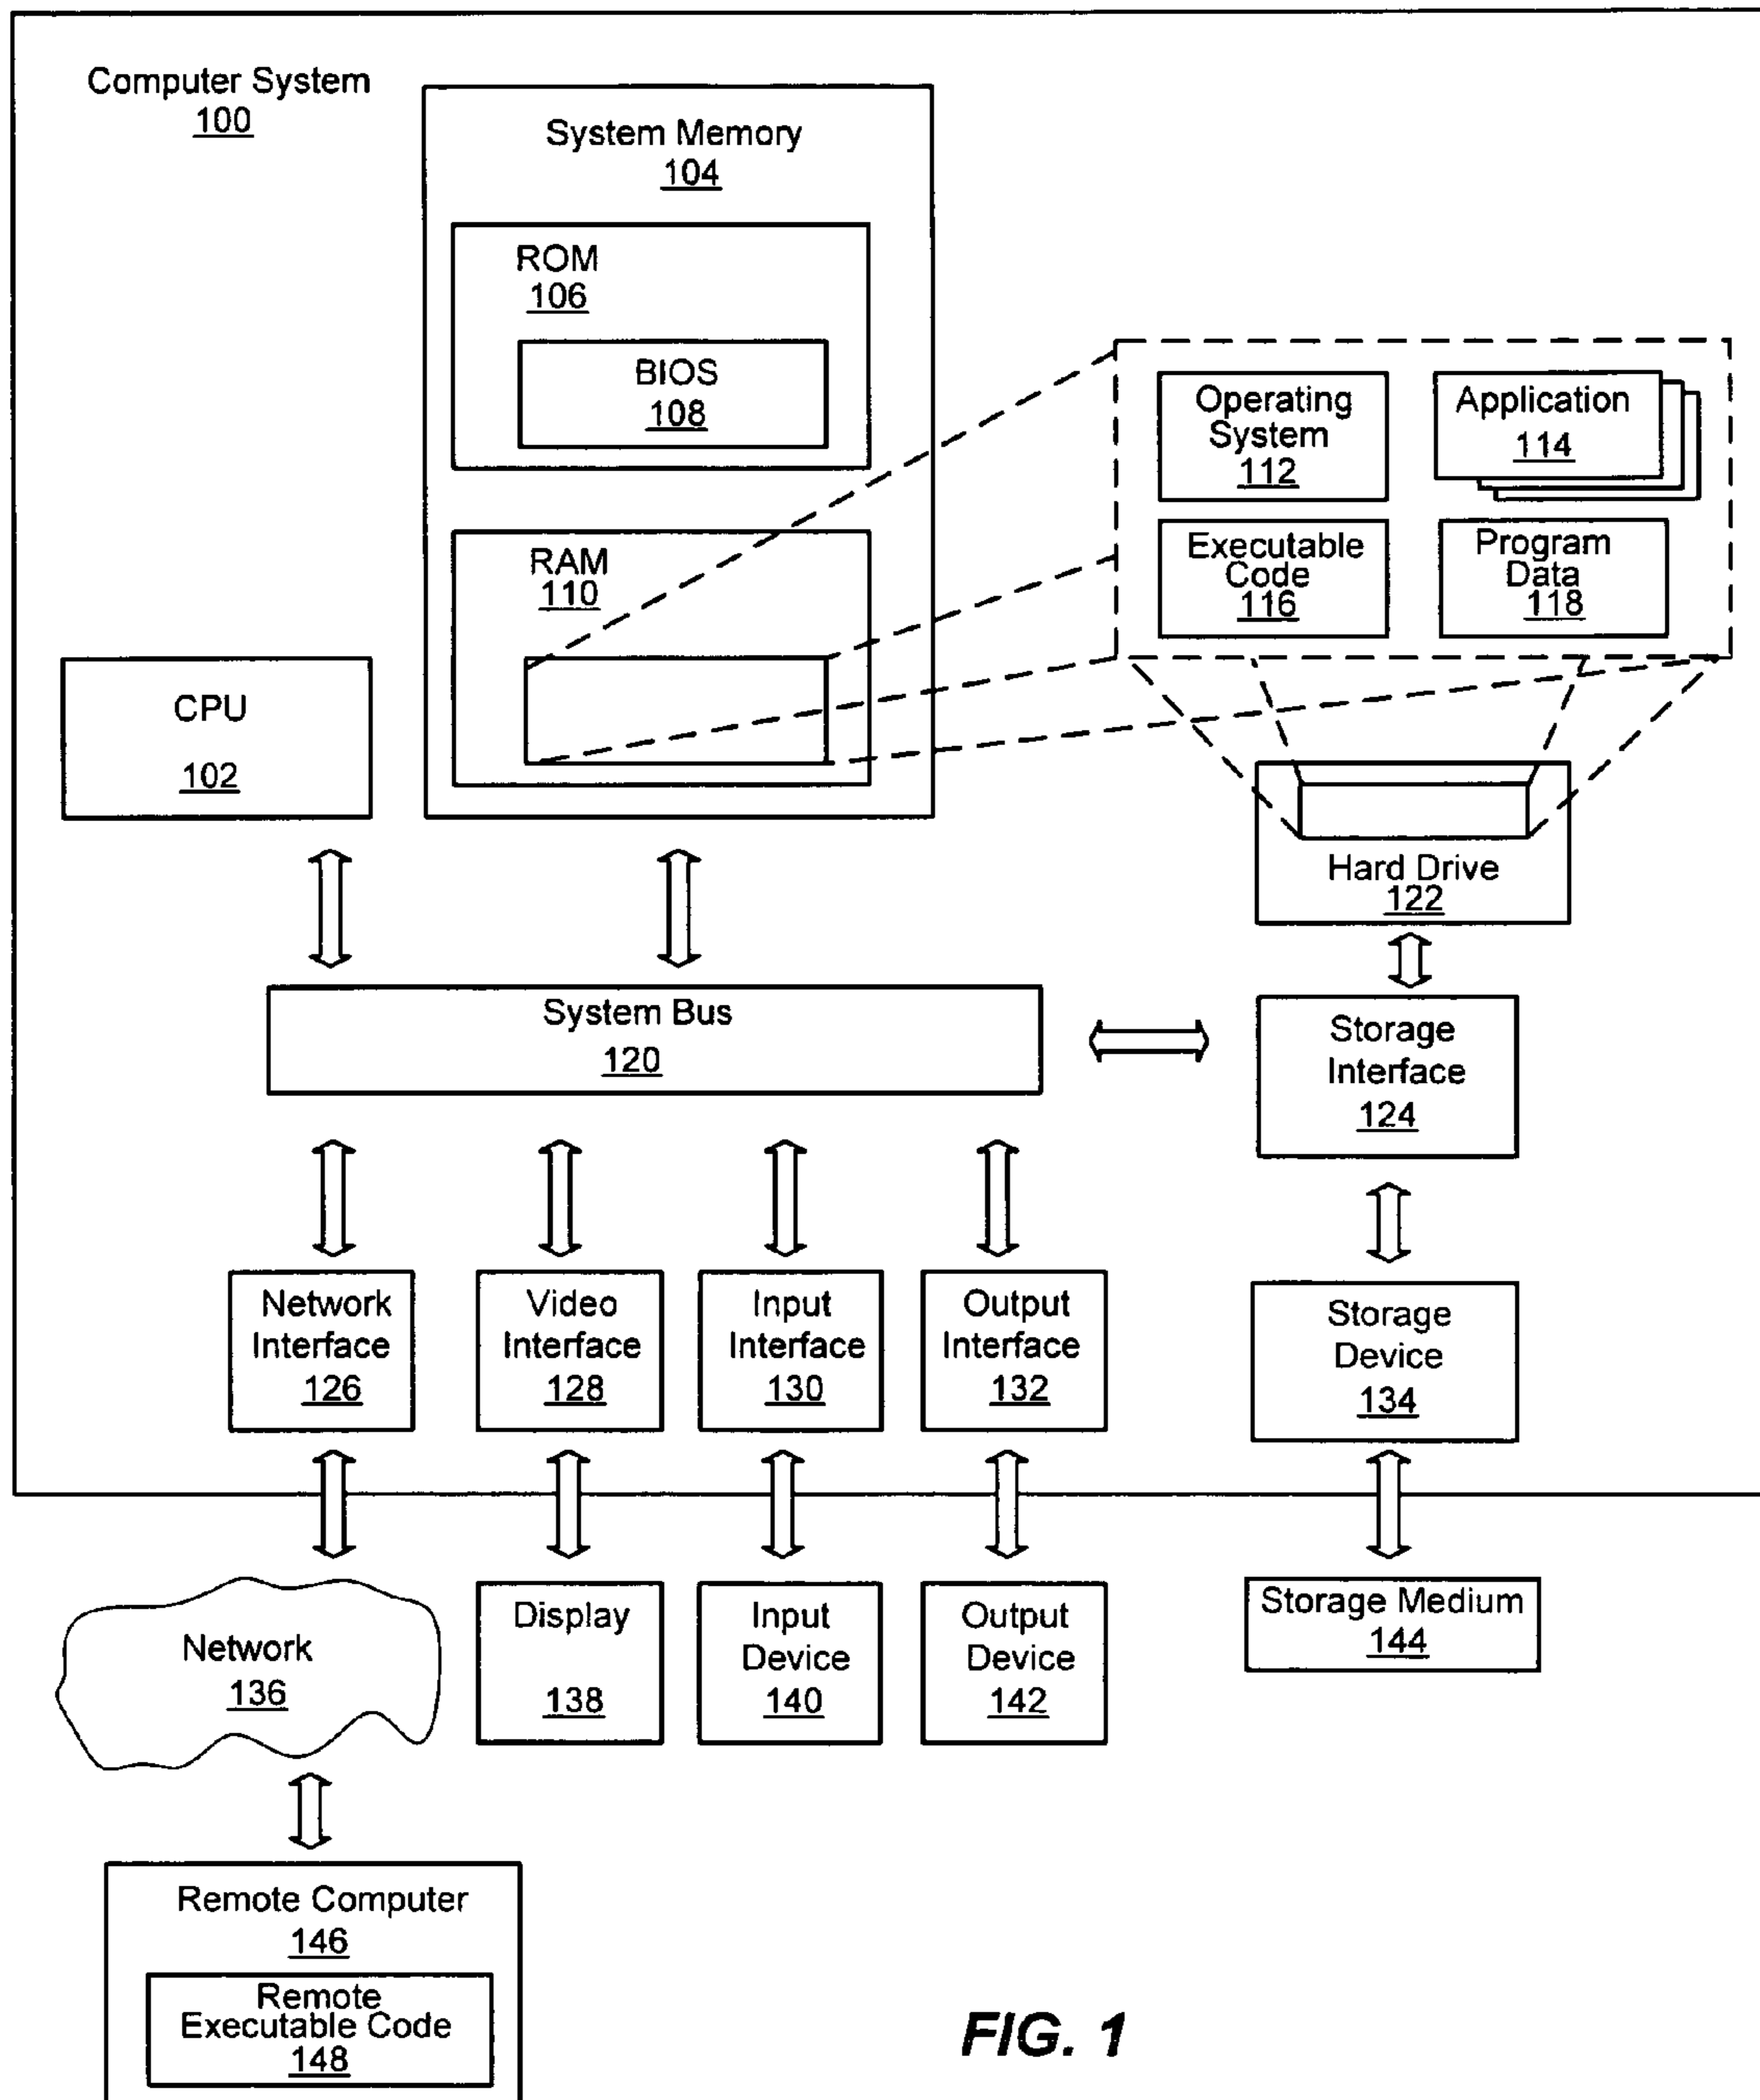 Computer System
100
System Memory
104
ROM
106
BIOS
108
RAM
110
Operating
System
112
Application
114
Executable
Code
116
Program
Data
118
CPU
102
Hard Drive
122
System Bus
120
Storage
Interface
124
Network
Interface
126
Video
Interface
128
Input
Interface
130
Output
Interface
132
Storage
Device
134
Network
136
Display
138
Input
Device
140
Output
Device
142
Storage Medium
144
Remote Computer
146
Remote
Executable Code
148
FIG. 1